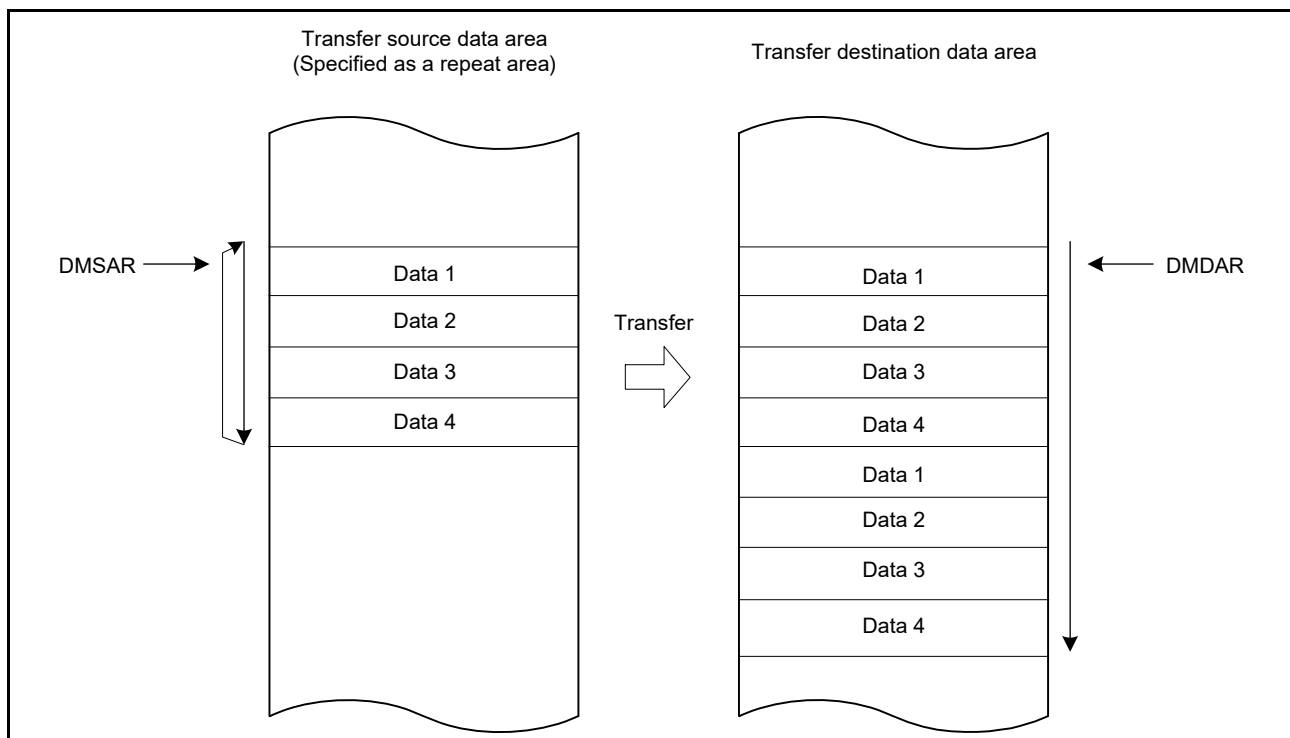 Transfer source data area
(Specified as a repeat area)
Transfer destination data area
DMSAR
Data 1
Data 2
Data 3
Data 4
Transfer
Data 1
Data 2
Data 3
Data 4
Data 1
Data 2
Data 3
Data 4
DMDAR